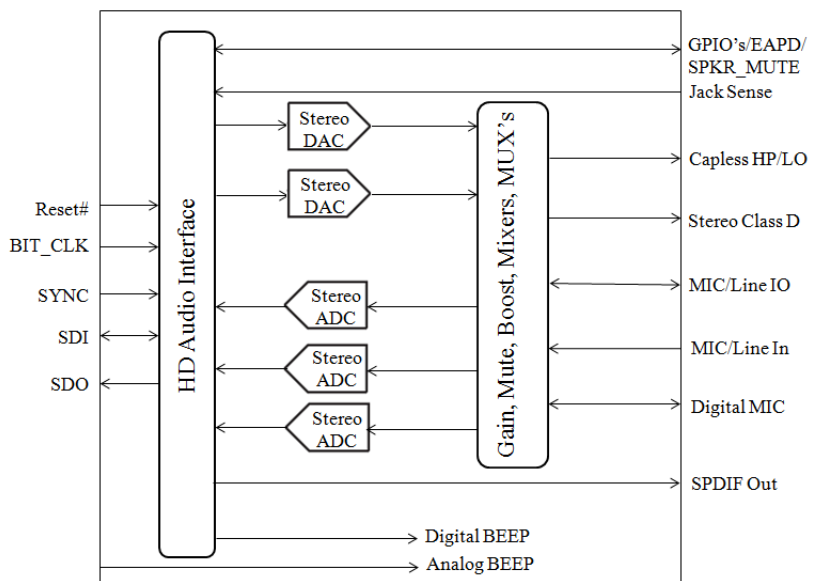 GPIO's/EAPD/
SPKR_MUTE
Jack Sense
Stereo
DAC
Capless HP/LO
Stereo
DAC
Reset#
Stereo Class D
BIT_CLK
HD Audio Interface
Gain, Mute, Boost, Mixers, MUX's
MIC/Line IO
SYNC
Stereo
ADC
SDI
MIC/Line In
Stereo
ADC
SDO
Digital MIC
Stereo
ADC
SPDIF Out
Digital BEEP
Analog BEEP